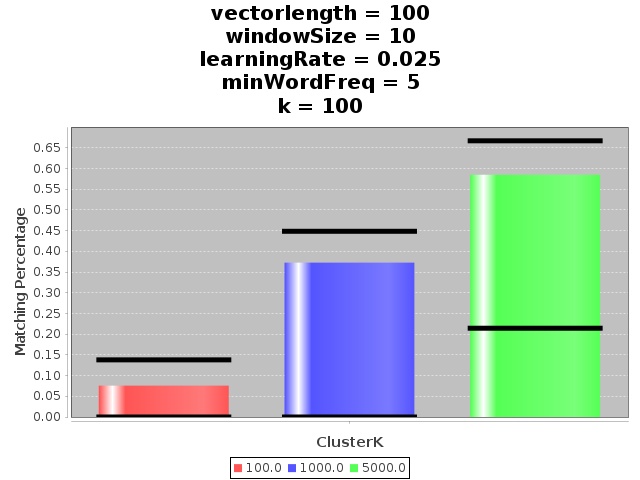 vectorlength = 100
windowSize = 10
learningRate = 0.025
minWordFreq = 5
k = 100
Matching Percentage
0.65
0.60
0.55
0.50
0.45
0.40
0.35
0.30
0.25
0.20
0.15
0.10
0.05
0.00
ClusterK
100.0 1000.0 5000.0